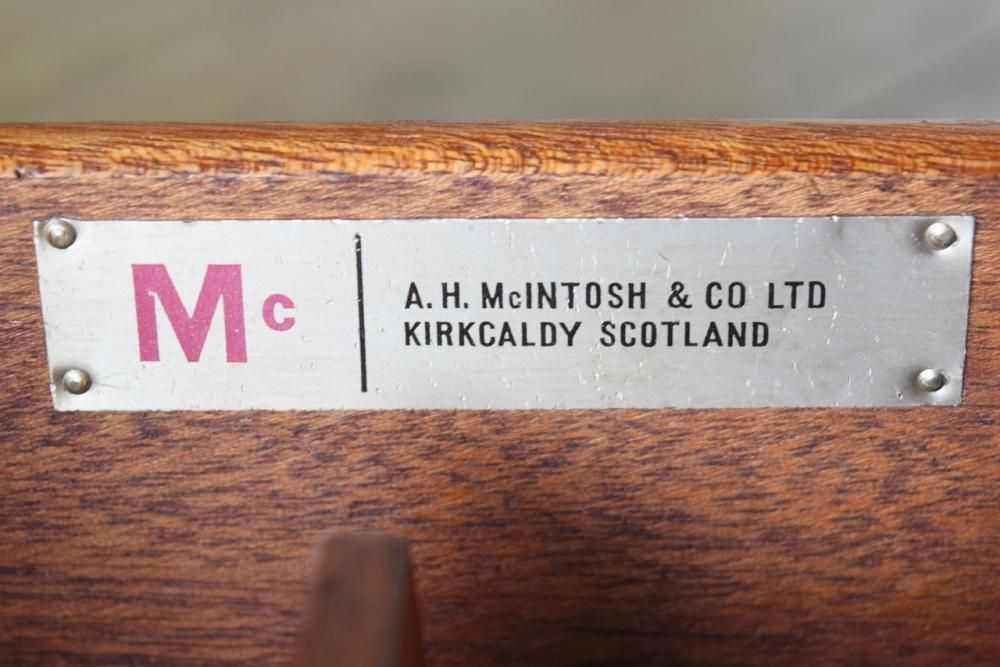 Mc
A. H. McINTOSH & CO LTD
KIRKCALDY SCOTLAND